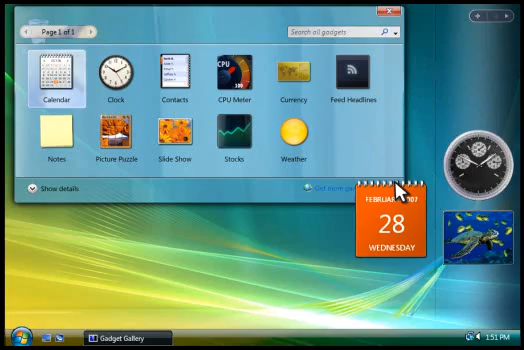 Page 1 of 1
Search all gadgets
Calendar
Clock
Contacts
CPU Meter
Currency
Feed Headlines
CPU
Notes
Picture Puzzle
Slide Show
Stocks
Weather
Show details
Get more
FEBRUARY 2007
28
WEDNESDAY
Gadget Gallery
1:51 PM